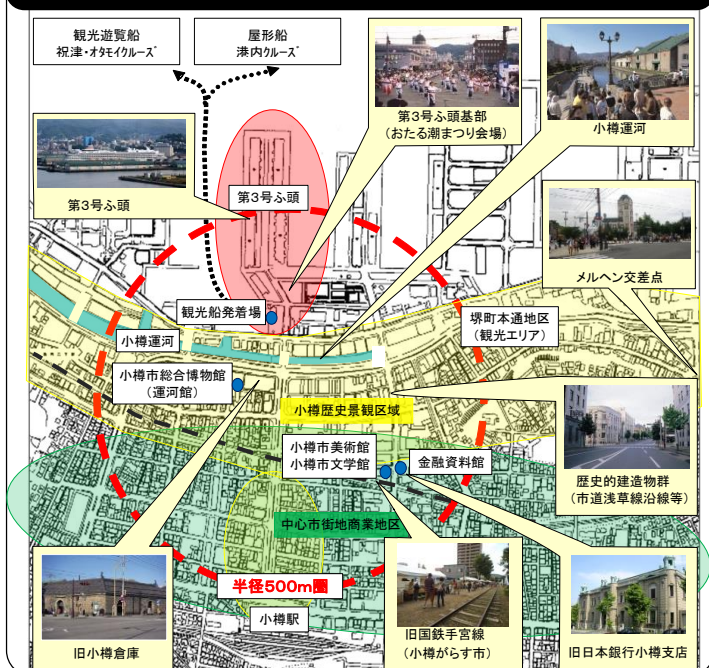 観光遊覧船
祝津・オタモイクルーズ
屋形船
港内クルーズ
第3号ふ頭基部
(おたる潮まつり会場)
小樽運河
第3号ふ頭
第3号ふ頭
メルヘン交差点
観光船発着場
堺町本通地区
(観光エリア)
小樽運河
小樽市総合博物館
(運河館)
小樽歴史景観区域
小樽市美術館
小樽市文学館
金融資料館
歴史的建造物群
(市道浅草線沿線等)
中心市街地商業地区
半径500m圏
小樽駅
旧小樽倉庫
旧国鉄手宮線
(小樽がらす市)
旧日本銀行小樽支店